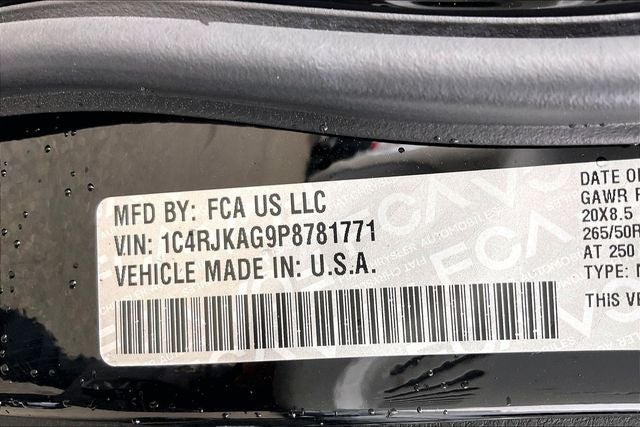 MFD BY: FCA US LLC
VIN: 1C4RJKAG9P8781771
VEHICLE MADE IN: U.S.A.
DATE O
GAWR F
20X8.5
265/50R
AT 250
TYPE:
THIS VE